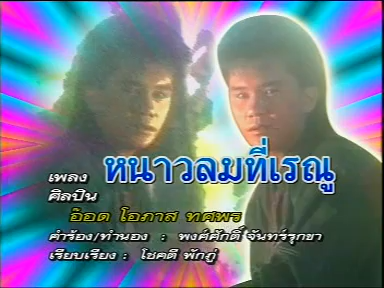 เพลง หนาวลมที่เรณู
ศิลปิน
อ๊อด โอภาส ทศพร
คำร้อง/ทำนอง : พงศ์ศักดิ์ จันทร์รุกขา
เรียบเรียง : โชคดี พักภู่